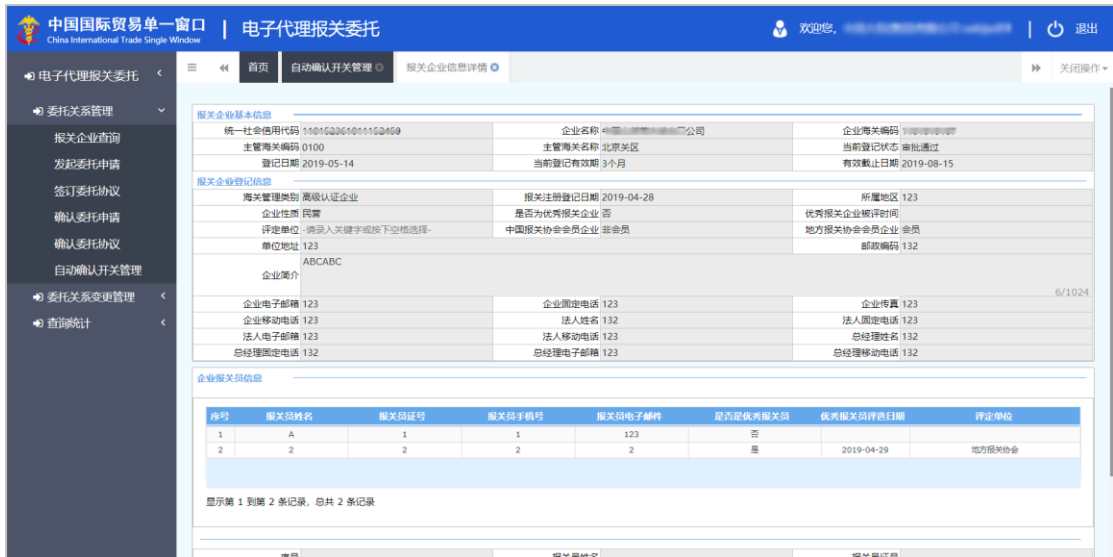 中国国际贸易单一窗口 | 电子代理报关委托 欢迎您, | 退出
China International Trade Single Window
电子代理报关委托
首页 自动确认开关管理 报关企业信息详情 关闭操作
委托关系管理
报关企业查询
发起委托申请
签订委托协议
确认委托申请
确认委托协议
自动确认开关管理
委托关系变更管理
查询统计
报关企业基本信息
统一社会信用代码 企业名称 公司 企业海关编码
主管海关编码 0100 主管海关名称 北京关区 当前登记状态 审批通过
登记日期 2019-05-14 当前登记有效期 3个月 有效截止日期 2019-08-15
报关企业登记信息
海关管理类别 高级认证企业 报关注册登记日期 2019-04-28 所属地区 123
企业性质 民营 是否为优秀报关企业 否 优秀报关企业被评时间
评定单位 -请录入关键字或按下空格选择- 中国报关协会会员企业 非会员 地方报关协会会员企业 会员
单位地址 123 邮政编码 132
企业简介 ABCABC
6/1024
企业电子邮箱 123 企业固定电话 123 企业传真 123
企业移动电话 123 法人姓名 132 法人固定电话 123
法人电子邮箱 123 法人移动电话 123 总经理姓名 132
总经理固定电话 132 总经理电子邮箱 123 总经理移动电话 132
企业报关员信息
序号 报关员姓名 报关员证号 报关员手机号 报关员电子邮件 是否是优秀报关员 优秀报关员评选日期 评定单位
1 A 1 1 123 否
2 2 2 2 2 是 2019-04-29 地方报关协会
显示第 1 到第 2 条记录, 总共 2 条记录
序号 报关员姓名 报关员证号